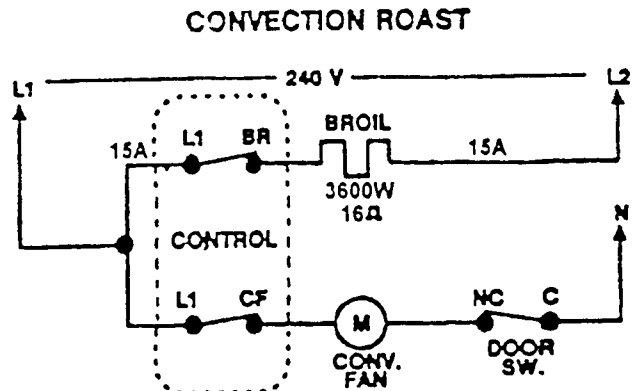 CONVECTION ROAST
L1 240 V L2
15A L1 BR BROIL 15A
3600W
16Ω
N
CONTROL
L1 CF M NC C
CONV.
FAN
DOOR
SW.